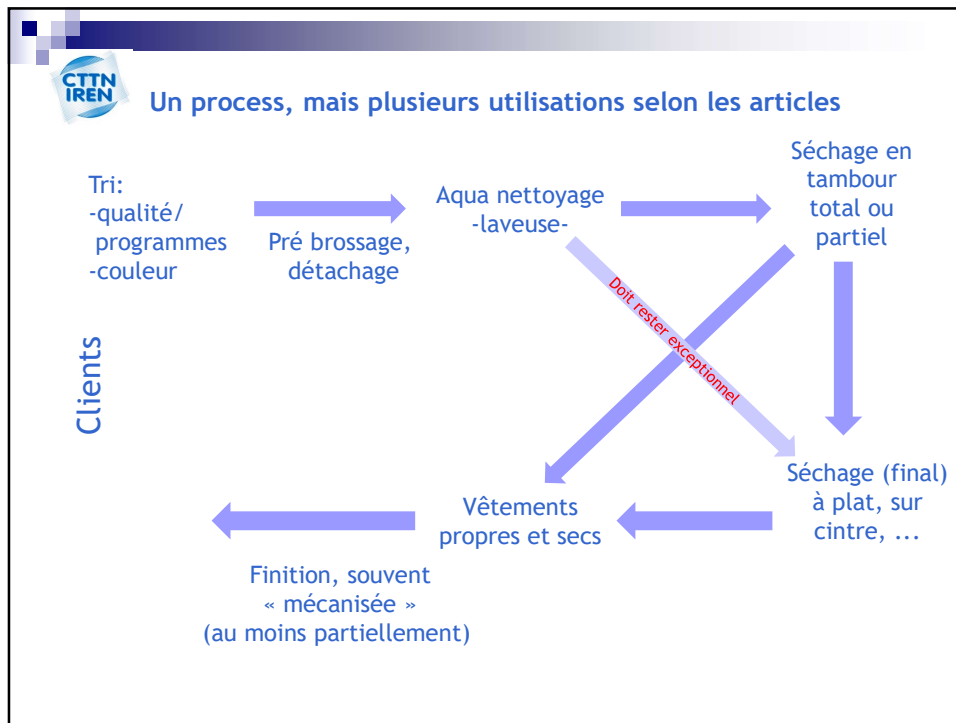 CTTN
IREN
Un process, mais plusieurs utilisations selon les articles
Tri:
-qualité/
programmes
-couleur
Pré brossage,
détachage
Aqua nettoyage
-laveuse-
Séchage en
tambour
total ou
partiel
Doit rester exceptionnel
Clients
Séchage (final)
à plat, sur
cintre, ...
Vêtements
propres et secs
Finition, souvent
« mécanisée »
(au moins partiellement)